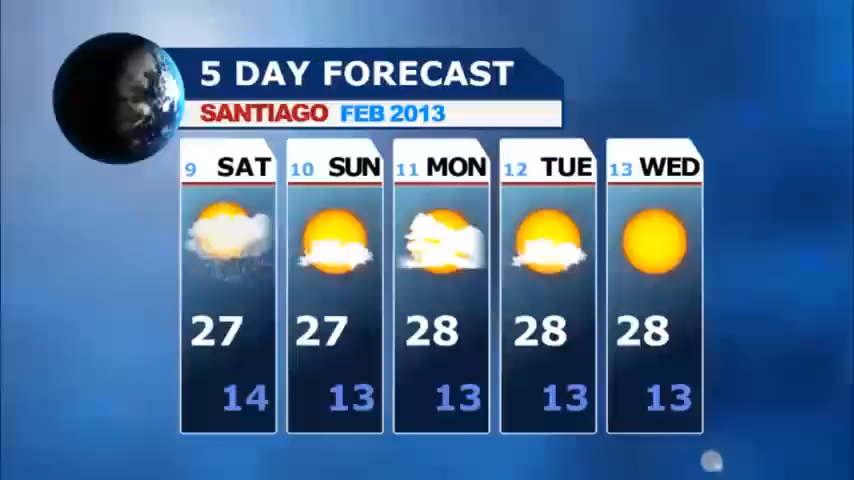 5 DAY FORECAST
SANTIAGO FEB 2013
9 SAT 10 SUN 11 MON 12 TUE 13 WED
27 27 28 28 28
14 13 13 13 13